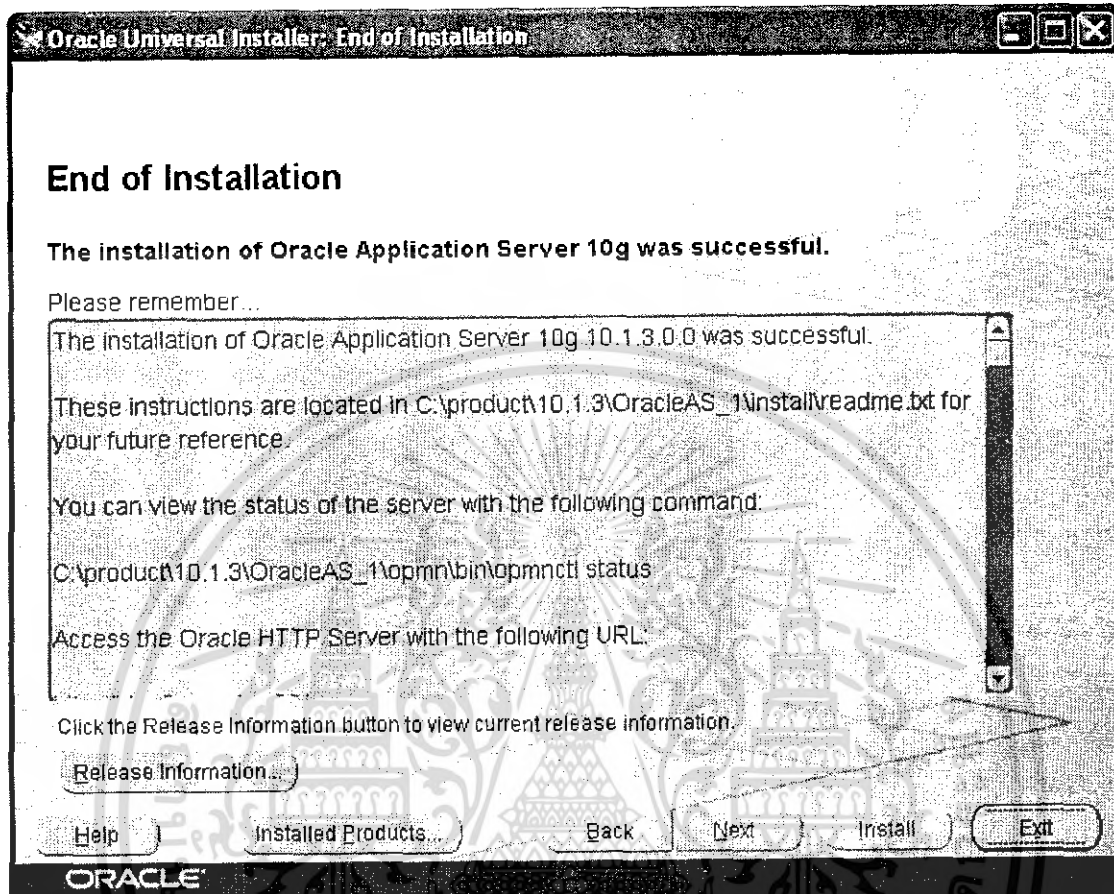 Oracle Universal Installer: End of Installation
End of Installation
The installation of Oracle Application Server 10g was successful.
Please remember...
The installation of Oracle Application Server 10g 10.1.3.0.0 was successful.
These instructions are located in C:\product\10.1.3\OracleAS_1\install\readme.txt for
your future reference.
You can view the status of the server with the following command:
C:\product\10.1.3\OracleAS_1\opmn\bin\opmnctl status
Access the Oracle HTTP Server with the following URL:
Click the Release Information button to view current release information.
Release Information...
Help Installed Products... Back Next Install Exit
ORACLE